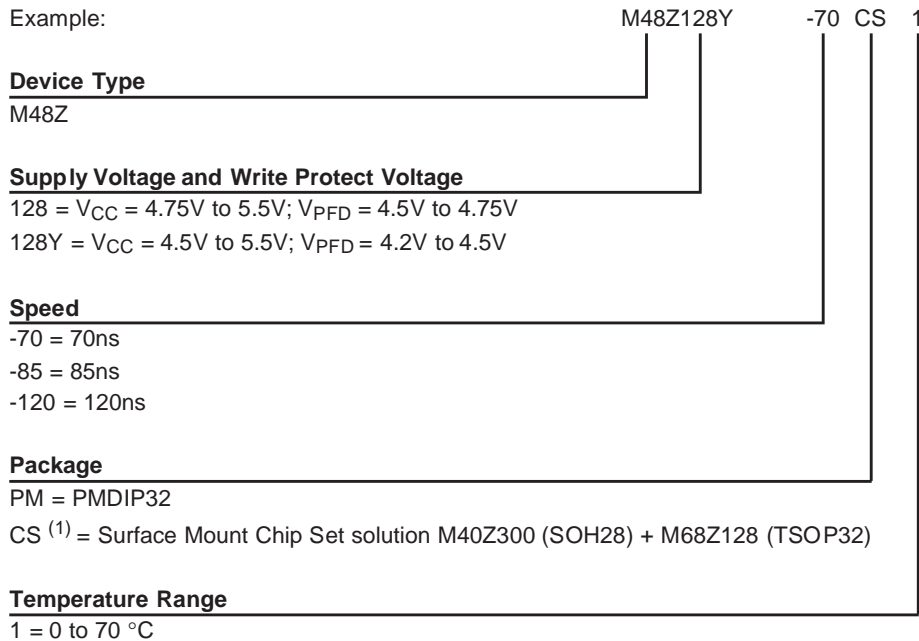 Example: M48Z128Y -70 CS 1
Device Type
M48Z
Supply Voltage and Write Protect Voltage
128 = VCC = 4.75V to 5.5V; VPFD = 4.5V to 4.75V
128Y = VCC = 4.5V to 5.5V; VPFD = 4.2V to 4.5V
Speed
-70 = 70ns
-85 = 85ns
-120 = 120ns
Package
PM = PMDIP32
CS (1) = Surface Mount Chip Set solution M40Z300 (SOH28) + M68Z128 (TSOP32)
Temperature Range
1 = 0 to 70 °C